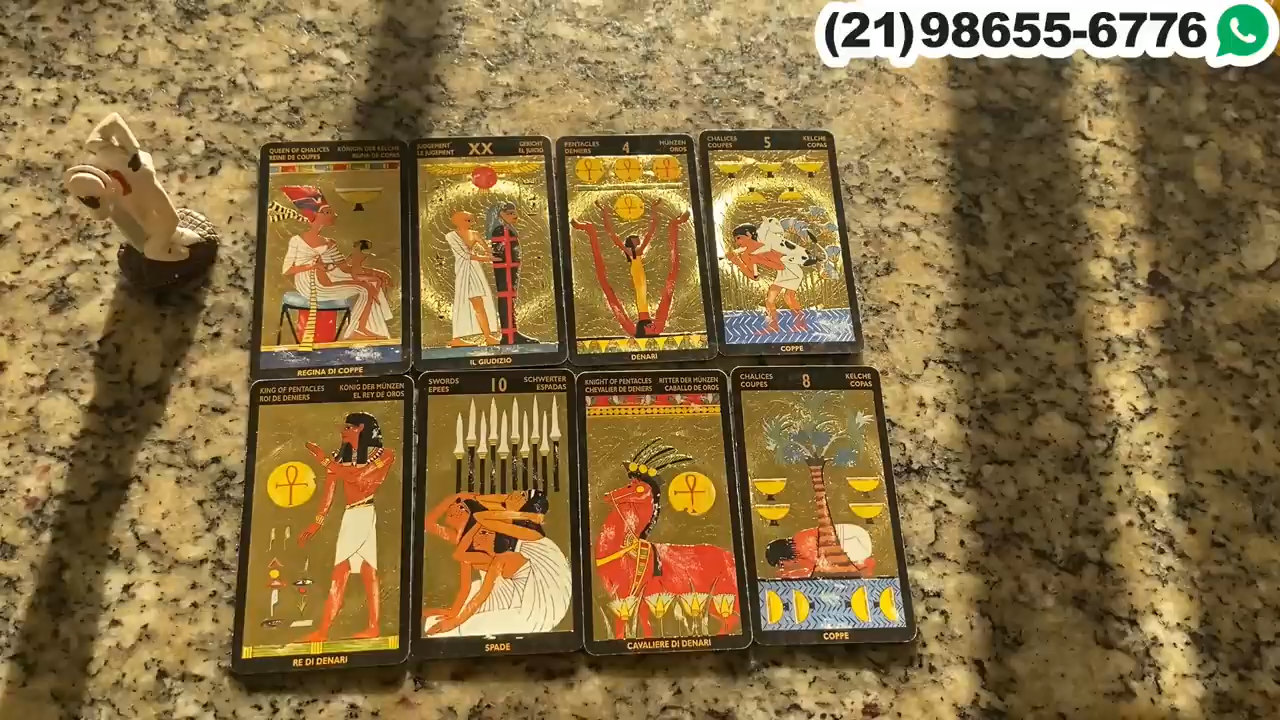 (21)98655-6776
QUEEN OF CHALICES
REINE DE COUPES
KÖNIGIN DER KELCHE
REINA DE COPAS
REGINA DI COPPE
JUDGEMENT
LE JUGEMENT
XX
GERICHT
EL JUICIO
IL GIUDIZIO
PENTACLES
DENIERS
4
MÜNZEN
OROS
DENARI
CHALICES
COUPES
5
KELCHE
COPAS
COPPE
KING OF PENTACLES
ROI DE DENIERS
KÖNIG DER MÜNZEN
EL REY DE OROS
RE DI DENARI
SWORDS
EPEES
10
SCHWERTER
ESPADAS
SPADE
KNIGHT OF PENTACLES
CHEVALIER DE DENIERS
RITTER DER MÜNZEN
CABALLO DE OROS
CAVALIERE DI DENARI
CHALICES
COUPES
8
KELCHE
COPAS
COPPE